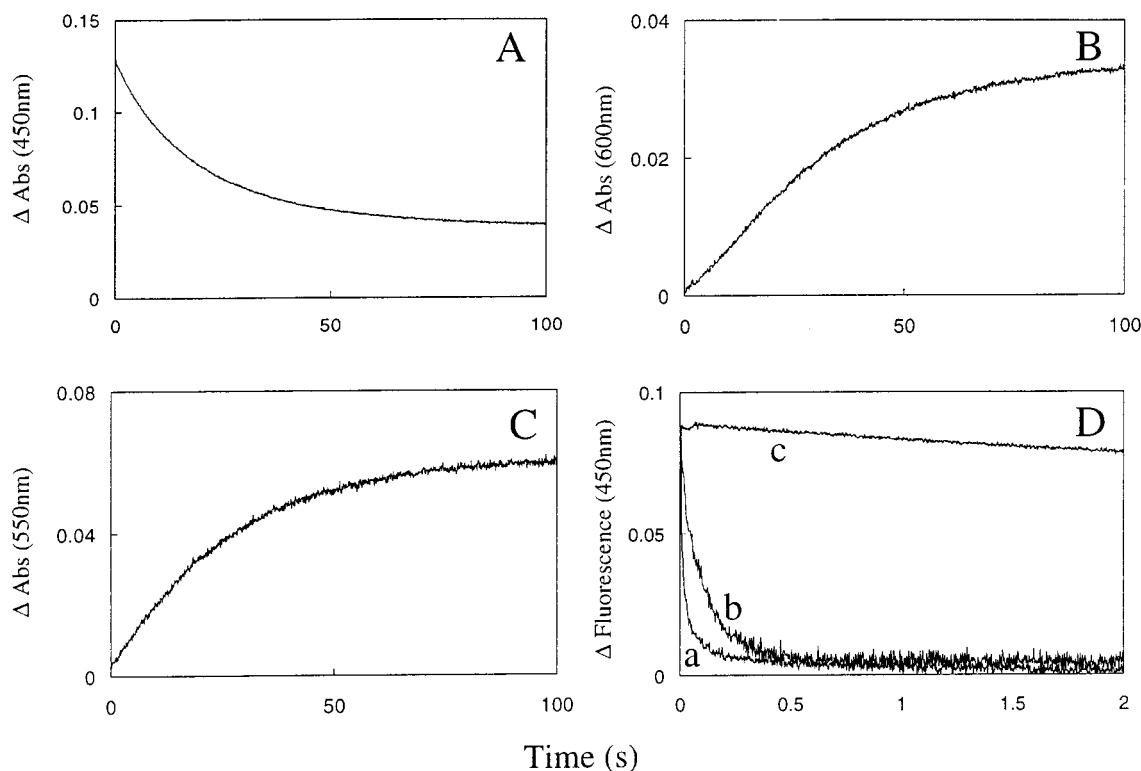 A
Δ Abs (450nm)
0.15
0.1
0.05
0
0 50 100
B
Δ Abs (600nm)
0.04
0.02
0
0 50 100
C
Δ Abs (550nm)
0.08
0.04
0
0 50 100
D
Δ Fluorescence (450nm)
0.1
0.05
0
c
b
a
0 0.5 1 1.5 2
Time (s)